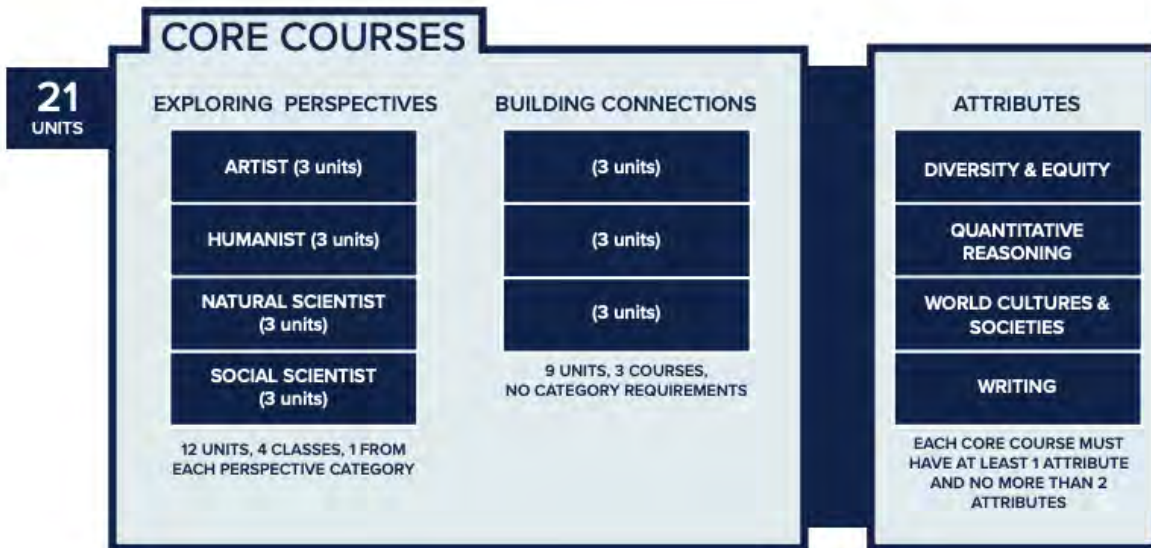 CORE COURSES
21
UNITS
EXPLORING PERSPECTIVES
ARTIST (3 units)
HUMANIST (3 units)
NATURAL SCIENTIST
(3 units)
SOCIAL SCIENTIST
(3 units)
12 UNITS, 4 CLASSES, 1 FROM
EACH PERSPECTIVE CATEGORY
BUILDING CONNECTIONS
(3 units)
(3 units)
(3 units)
9 UNITS, 3 COURSES,
NO CATEGORY REQUIREMENTS
ATTRIBUTES
DIVERSITY & EQUITY
QUANTITATIVE
REASONING
WORLD CULTURES &
SOCIETIES
WRITING
EACH CORE COURSE MUST
HAVE AT LEAST 1 ATTRIBUTE
AND NO MORE THAN 2
ATTRIBUTES